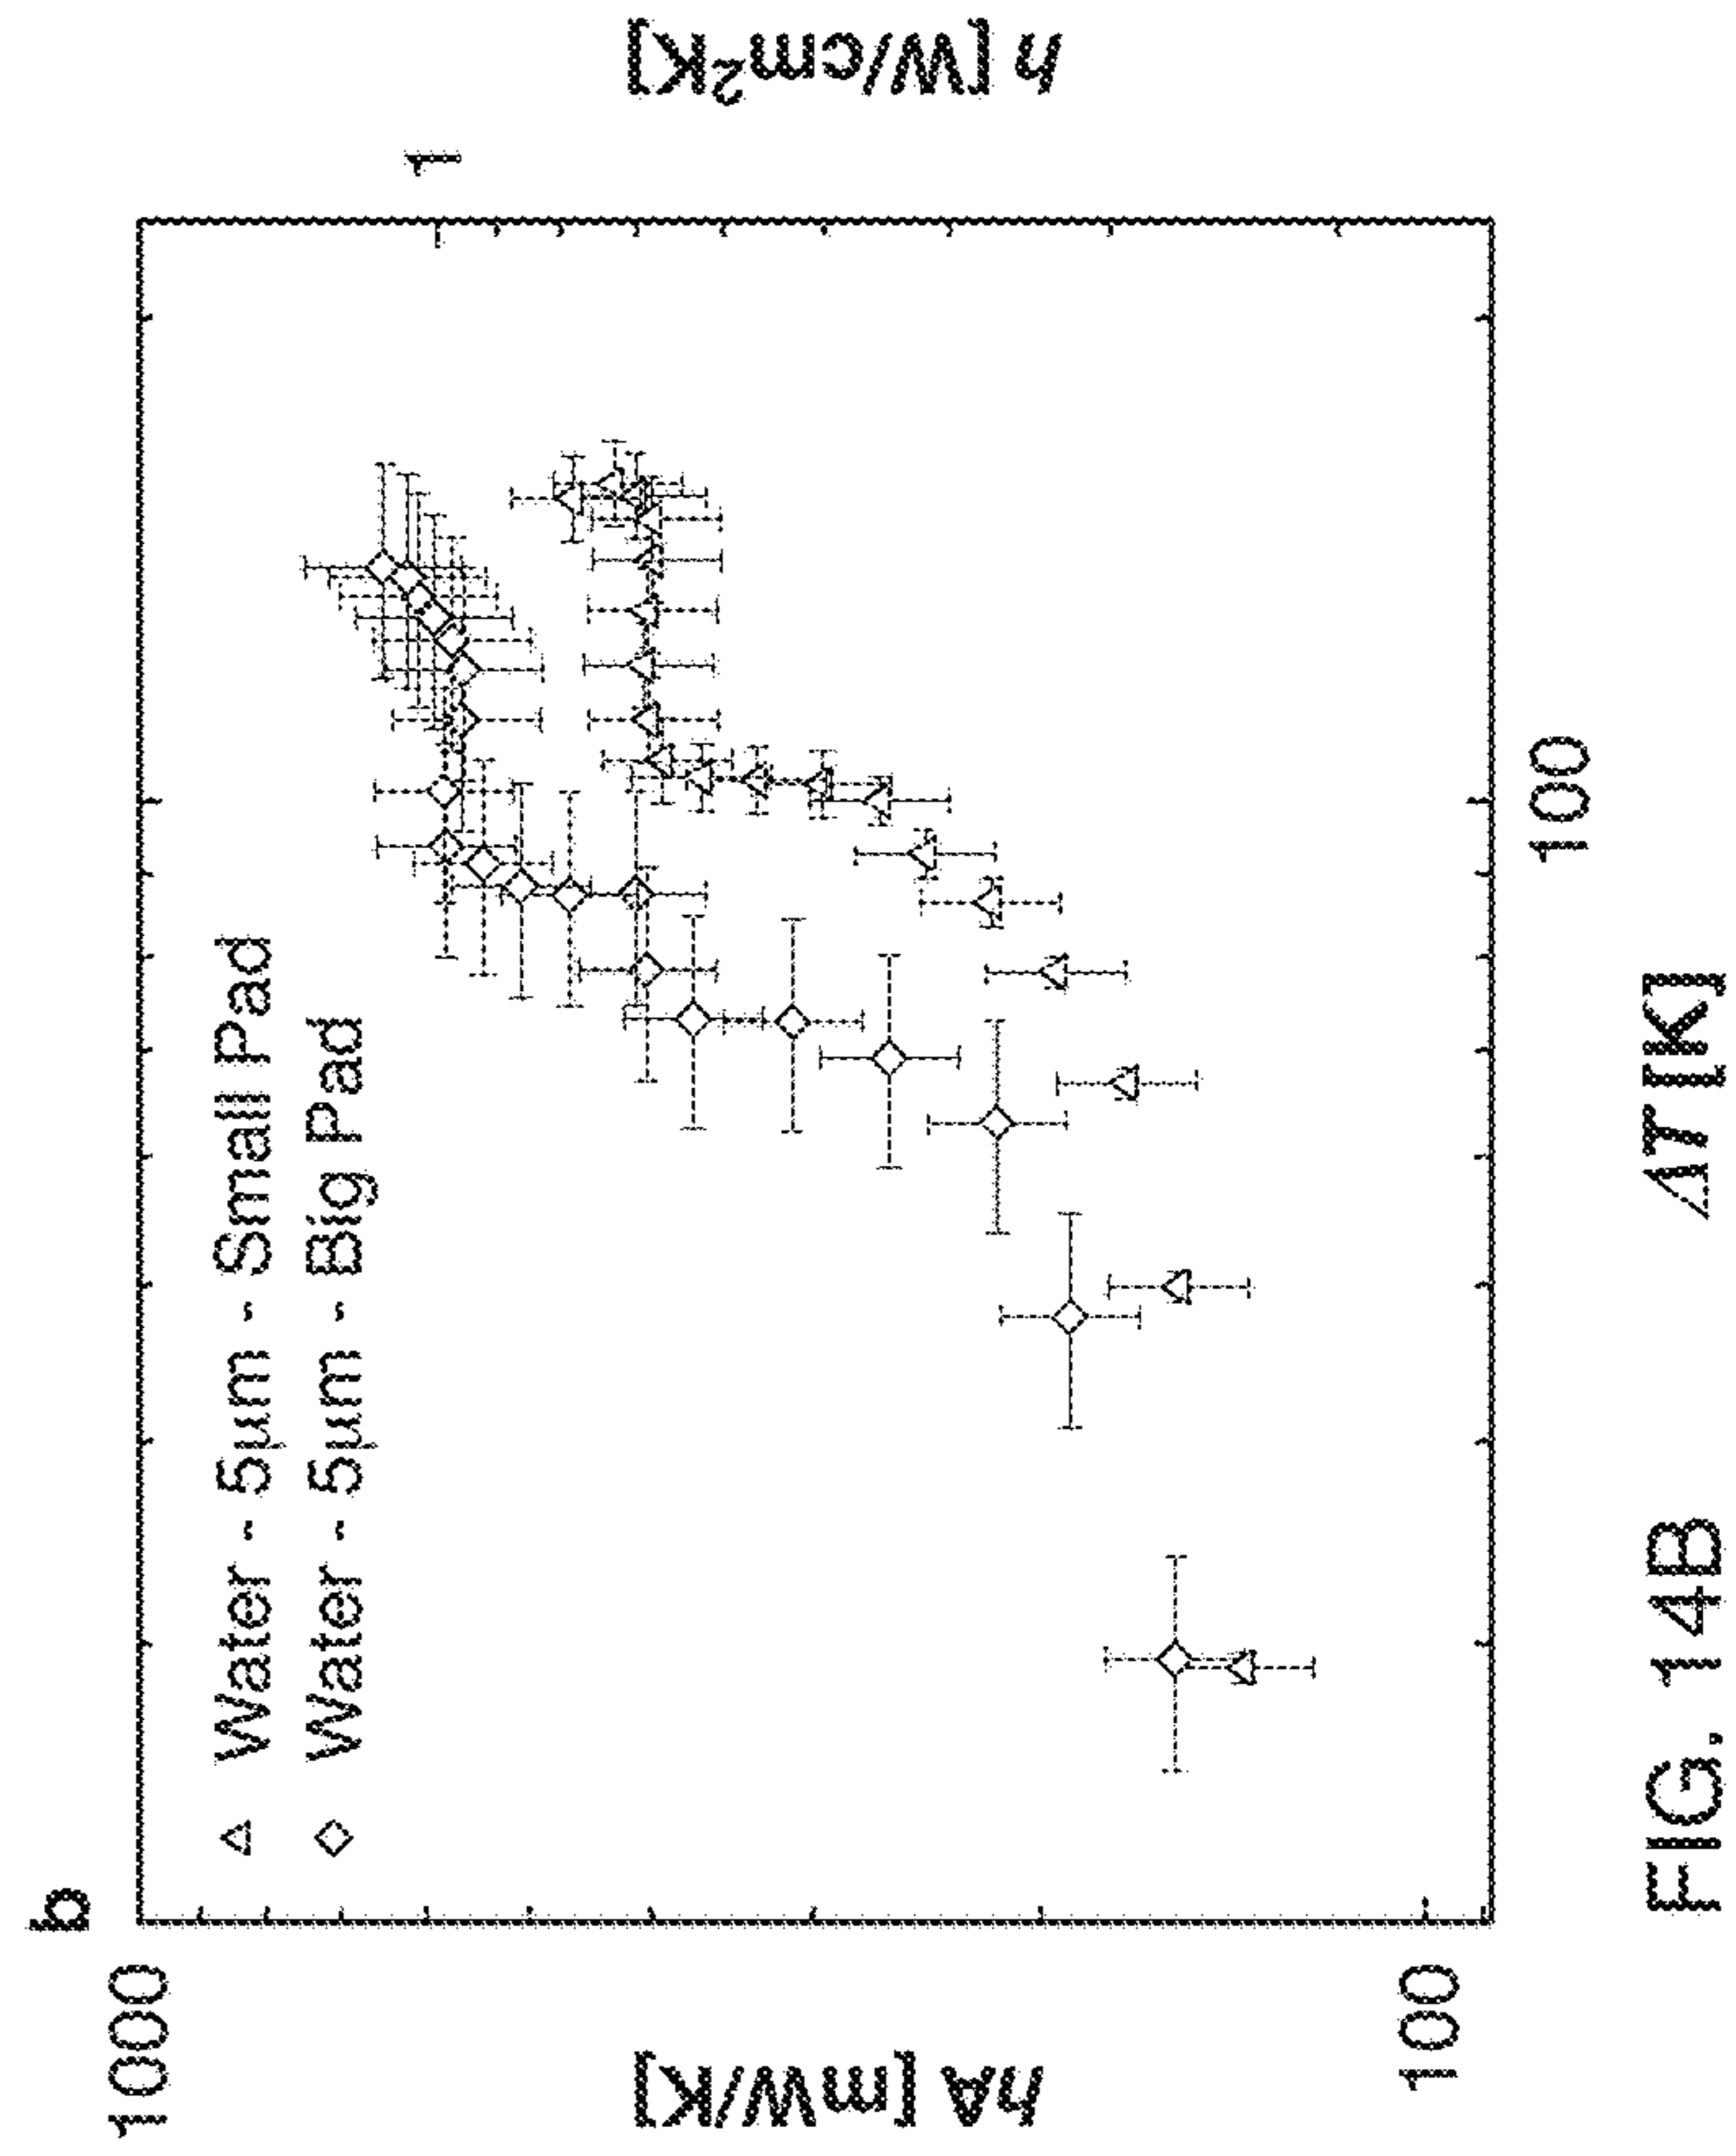 b
△ Water - 5µm - Small Pad
◇ Water - 5µm - Big Pad
1000
100
hA [mW/K]
1
h [W/cm²K]
100
ΔT [K]
FIG. 14B